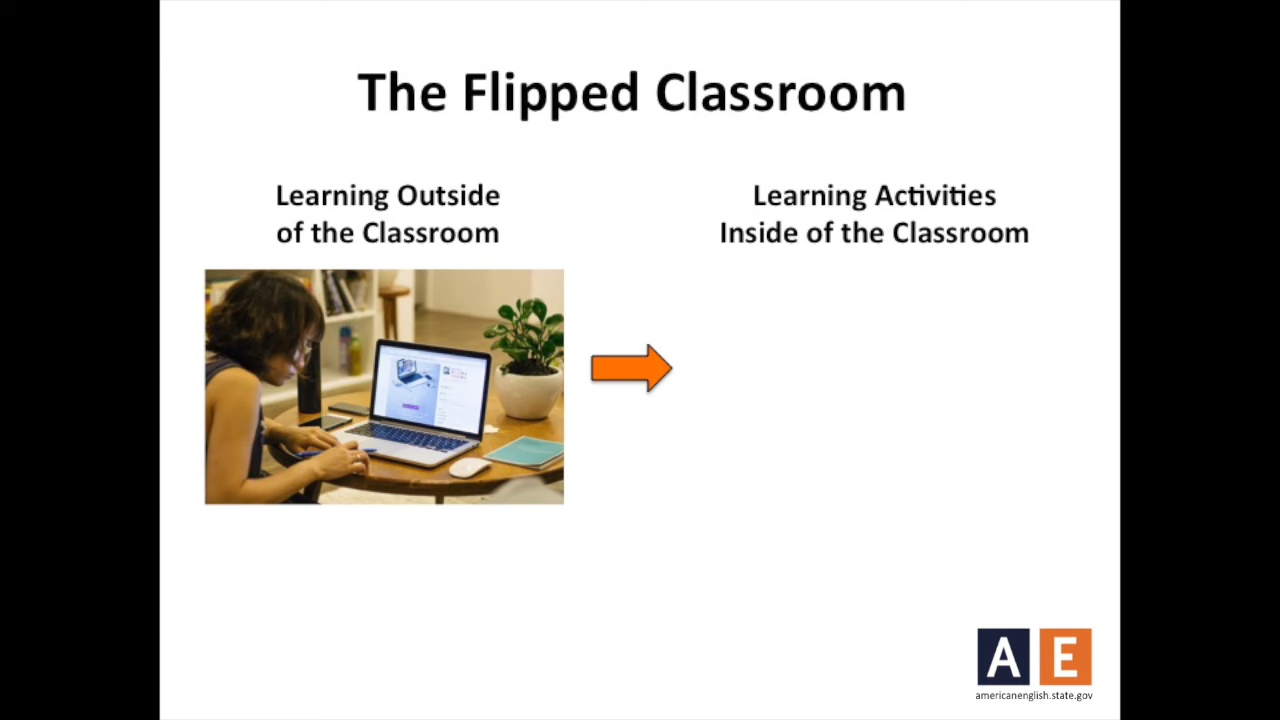 The Flipped Classroom
Learning Outside
of the Classroom
Learning Activities
Inside of the Classroom
A E
americanenglish.state.gov